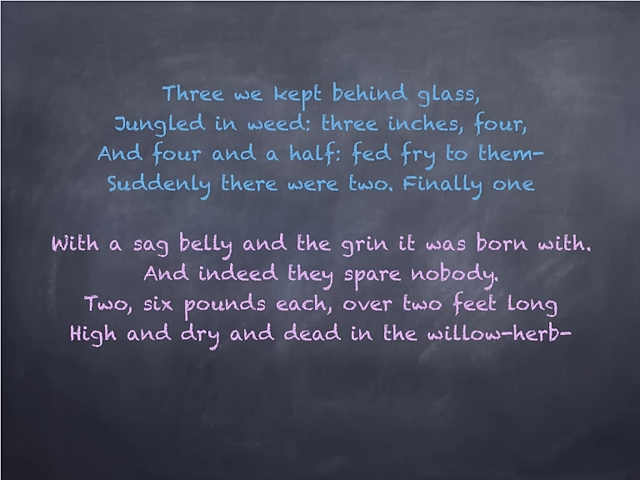 Three we kept behind glass,
Jungled in weed: three inches, four,
And four and a half: fed fry to them-
Suddenly there were two. Finally one
With a sag belly and the grin it was born with.
And indeed they spare nobody.
Two, six pounds each, over two feet long
High and dry and dead in the willow-herb-